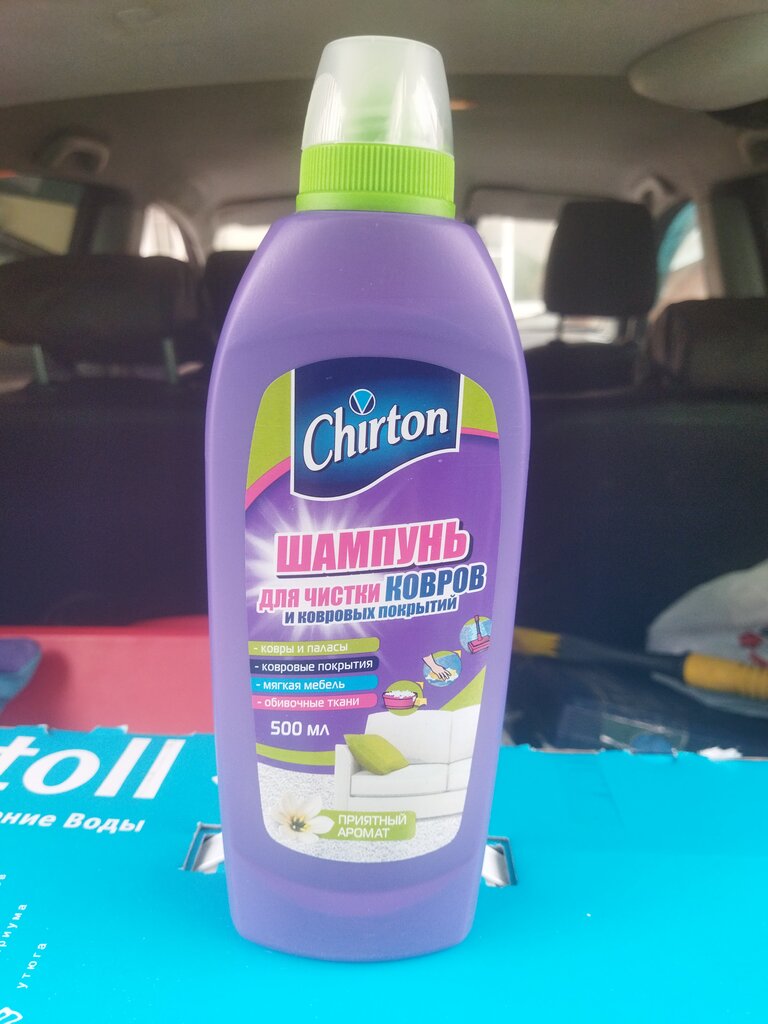 Chirton
ШАМПУНЬ
ДЛЯ ЧИСТКИ КОВРОВ
И КОВРОВЫХ ПОКРЫТИЙ
- ковры и паласы
- ковровые покрытия
- мягкая мебель
- обивочные ткани
500 мл
ПРИЯТНЫЙ
АРОМАТ
toll
ние Воды
утюга